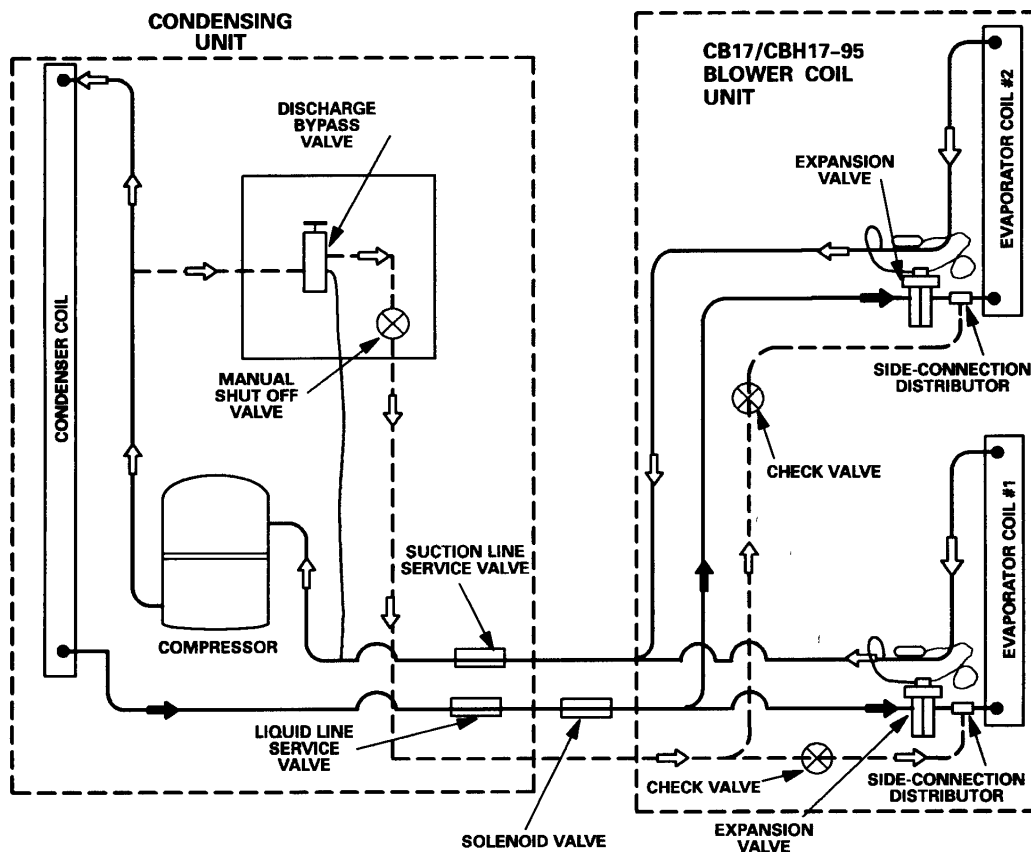 CONDENSING
UNIT
CB17/CBH17-95
BLOWER COIL
UNIT
DISCHARGE
BYPASS
VALVE
EXPANSION
VALVE
EVAPORATOR COIL #2
CONDENSER COIL
MANUAL
SHUT OFF
VALVE
SIDE-CONNECTION
DISTRIBUTOR
CHECK VALVE
EVAPORATOR COIL #1
SUCTION LINE
SERVICE VALVE
COMPRESSOR
LIQUID LINE
SERVICE
VALVE
CHECK VALVE
SIDE-CONNECTION
DISTRIBUTOR
SOLENOID VALVE
EXPANSION
VALVE